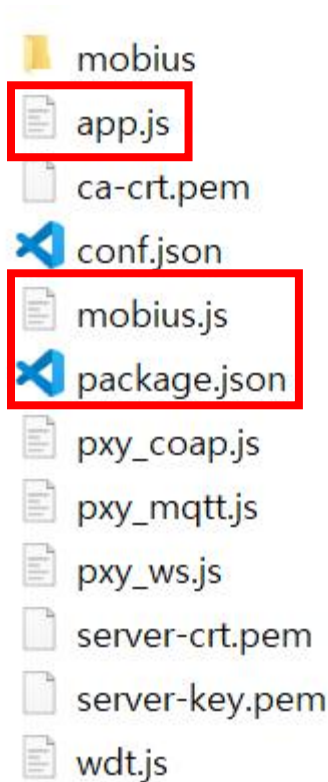 mobius
app.js
ca-crt.pem
conf.json
mobius.js
package.json
pxy_coap.js
pxy_mqtt.js
pxy_ws.js
server-crt.pem
server-key.pem
wdt.js